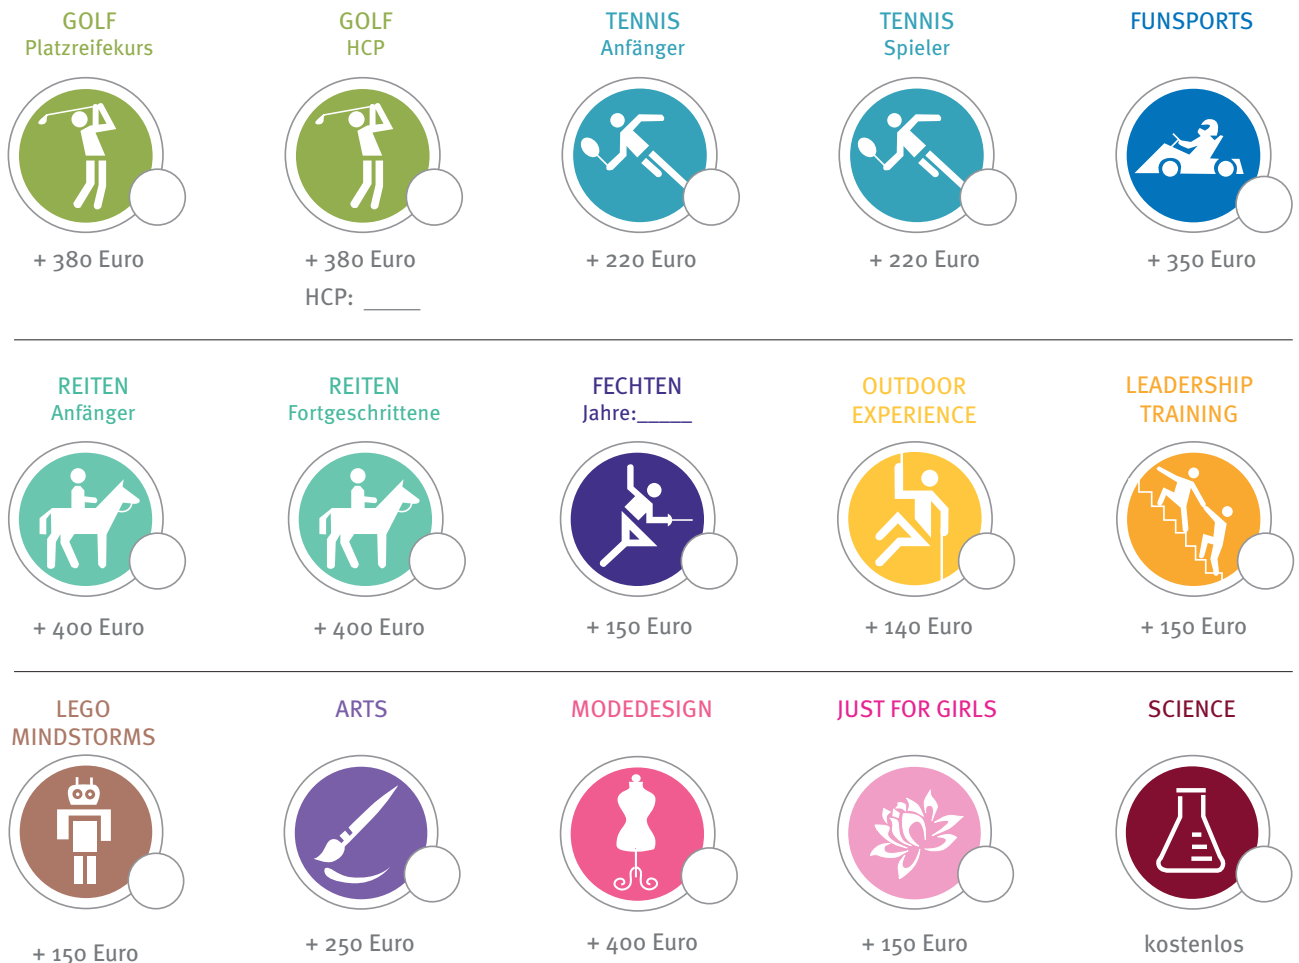 GOLF
Platzreifekurs
GOLF
HCP
TENNIS
Anfänger
TENNIS
Spieler
FUNSPORTS
+ 380 Euro
+ 380 Euro
HCP: _____
+ 220 Euro
+ 220 Euro
+ 350 Euro
REITEN
Anfänger
REITEN
Fortgeschrittene
FECHTEN
Jahre:_____
OUTDOOR
EXPERIENCE
LEADERSHIP
TRAINING
+ 400 Euro
+ 400 Euro
+ 150 Euro
+ 140 Euro
+ 150 Euro
LEGO
MINDSTORMS
ARTS
MODEDESIGN
JUST FOR GIRLS
SCIENCE
+ 150 Euro
+ 250 Euro
+ 400 Euro
+ 150 Euro
kostenlos